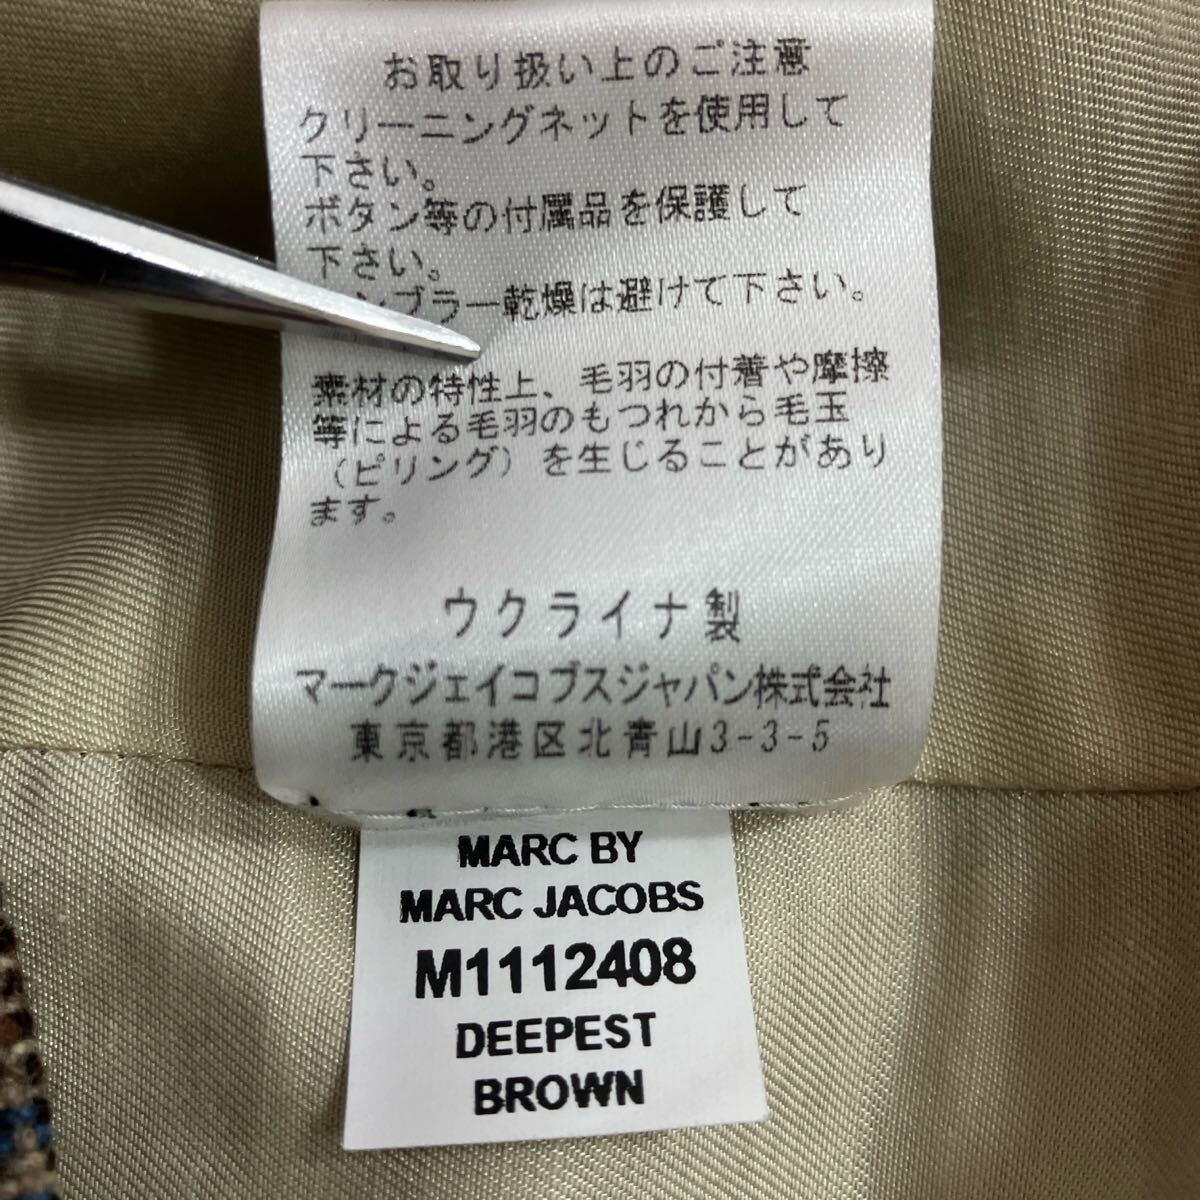 お取り扱い上のご注意
クリーニングネットを使用して
下さい。
ボタン等の付属品を保護して
下さい。
ンブラー乾燥は避けて下さい。
素材の特性上、毛羽の付着や摩擦
等による毛羽のもつれから毛玉
(ピリング)を生じることがあり
ます。
ウクライナ製
マークジェイコブスジャパン株式会社
東京都港区北青山3-3-5
MARC BY
MARC JACOBS
M1112408
DEEPEST
BROWN